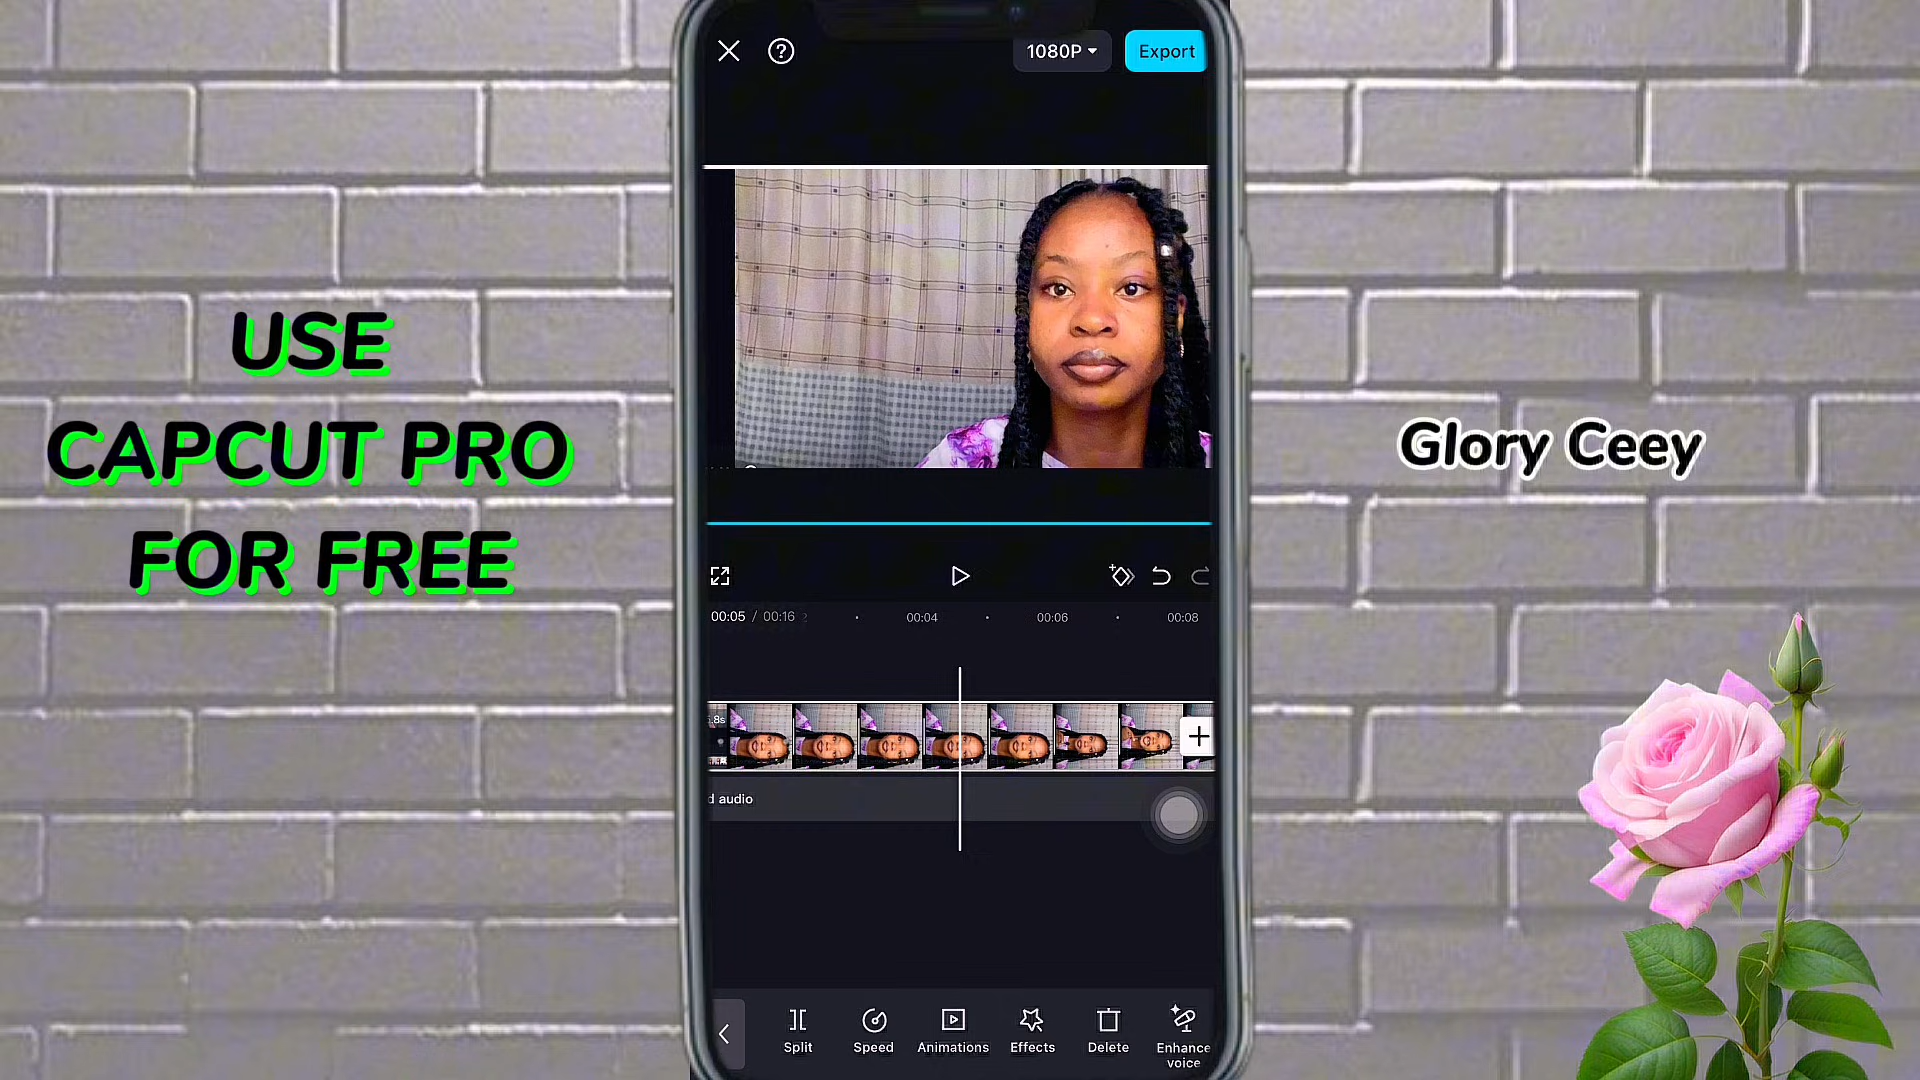 1080P
Export
USE
CAPCUT PRO
FOR FREE
Glory Ceey
00:05 / 00:16
00:04
00:06
00:08
.8s
d audio
Split
Speed
Animations
Effects
Delete
Enhance
voice